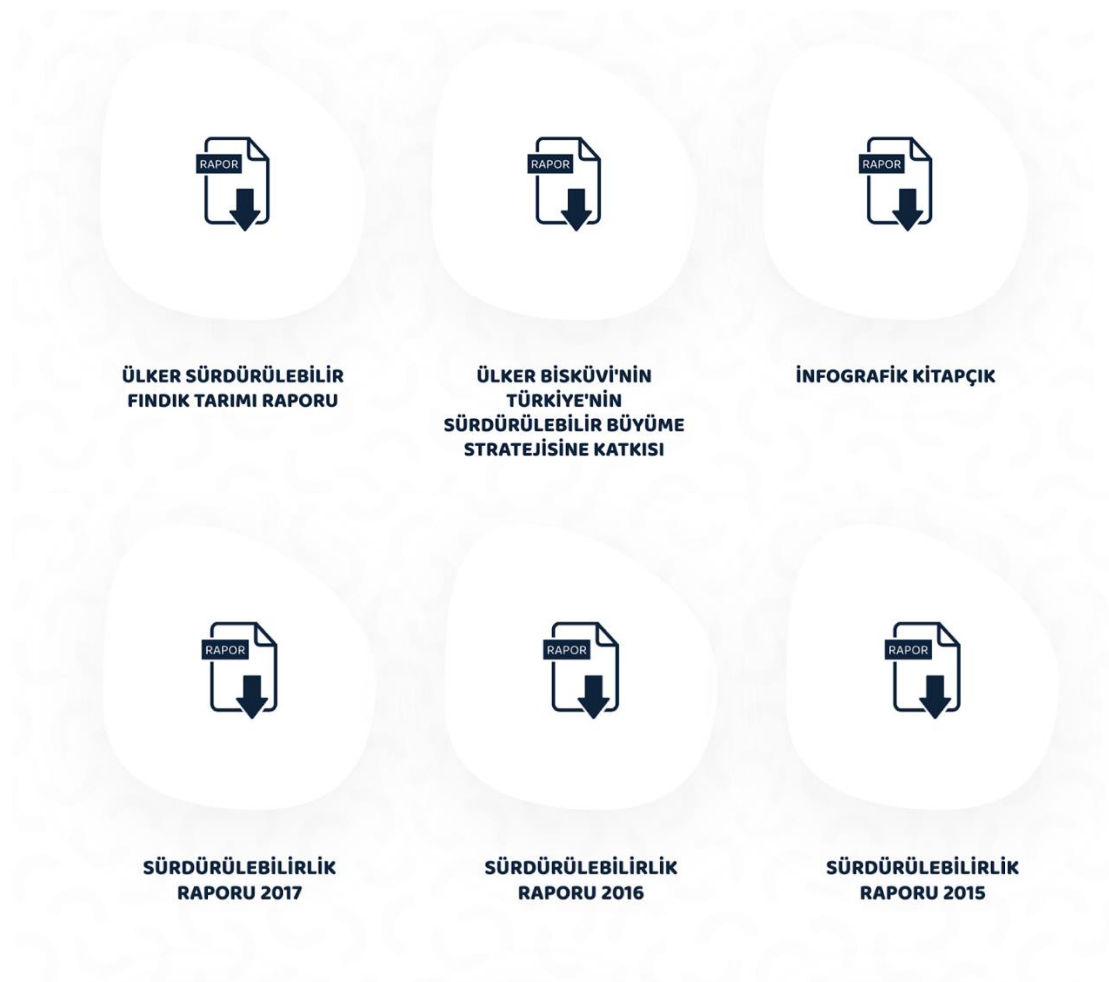 RAPOR
RAPOR
RAPOR
ÜLKER SÜRDÜRÜLEBİLİR
FINDIK TARIMI RAPORU
ÜLKER BİSKÜVİ'NİN
TÜRKİYE'NİN
SÜRDÜRÜLEBİLİR BÜYÜME
STRATEJİSİNE KATKISI
İNFOGRAFİK KİTAPÇIK
RAPOR
RAPOR
RAPOR
SÜRDÜRÜLEBİLİRLİK
RAPORU 2017
SÜRDÜRÜLEBİLİRLİK
RAPORU 2016
SÜRDÜRÜLEBİLİRLİK
RAPORU 2015